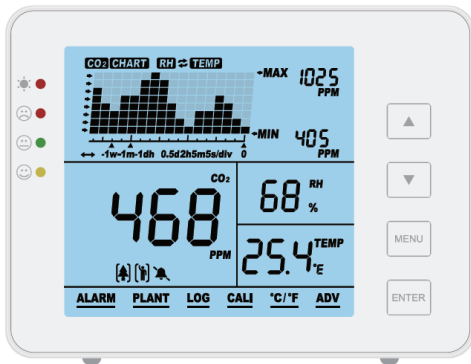 CO₂ CHART RH ⇄ TEMP
MAX 1025 PPM
MIN 405 PPM
↔ -1w-1m-1dh 0.5d2h5m5s/div 0
CO₂
468
PPM
68 RH %
25.4 TEMP °E
ALARM PLANT LOG CALI °C/°F ADV
MENU
ENTER